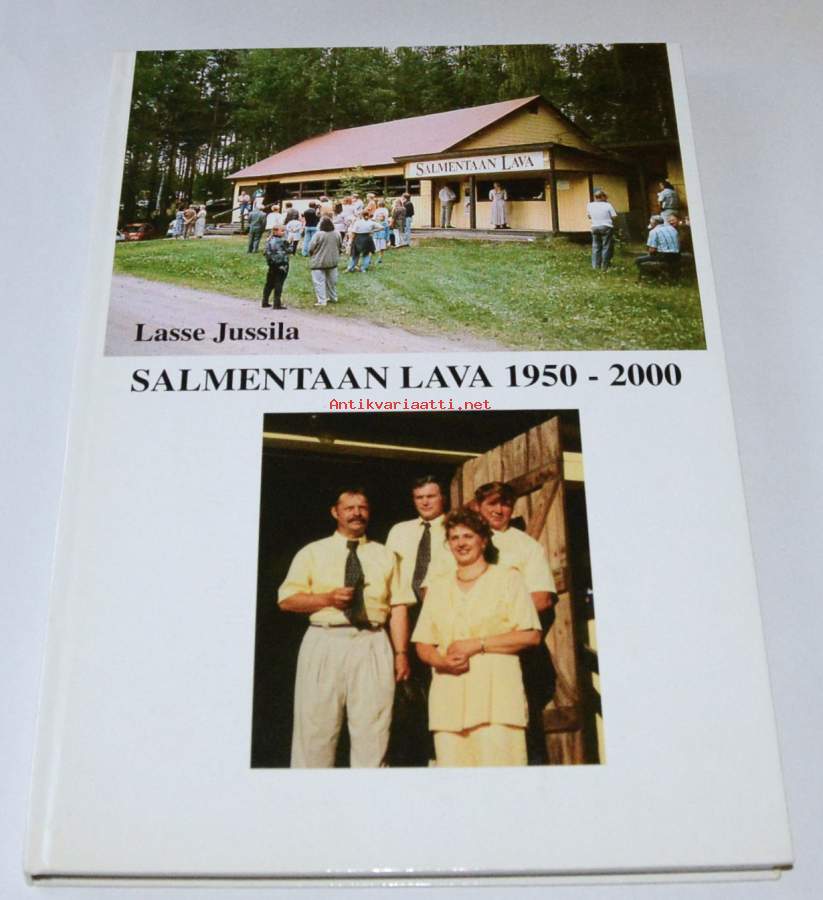 SALMENTAAN LAVA
Lasse Jussila
SALMENTAAN LAVA 1950 - 2000
Antikvariaatti.net